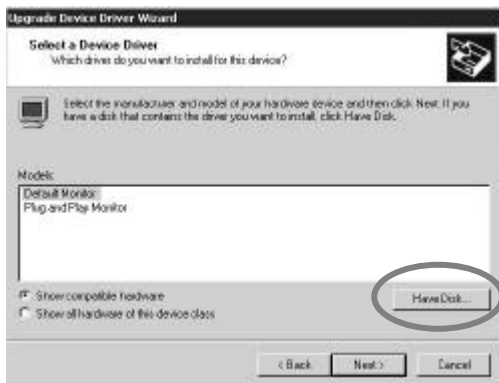 Upgrade Device Driver Wizard
Select a Device Driver
Which driver do you want to install for this device?
Select the manufacturer and model of your hardware device and then click Next. If you
have a disk that contains the driver you want to install, click Have Disk.
Models:
Default Monitor
Plug and Play Monitor
Show compatible hardware
Show all hardware of this device class
Have Disk...
< Back
Next >
Cancel